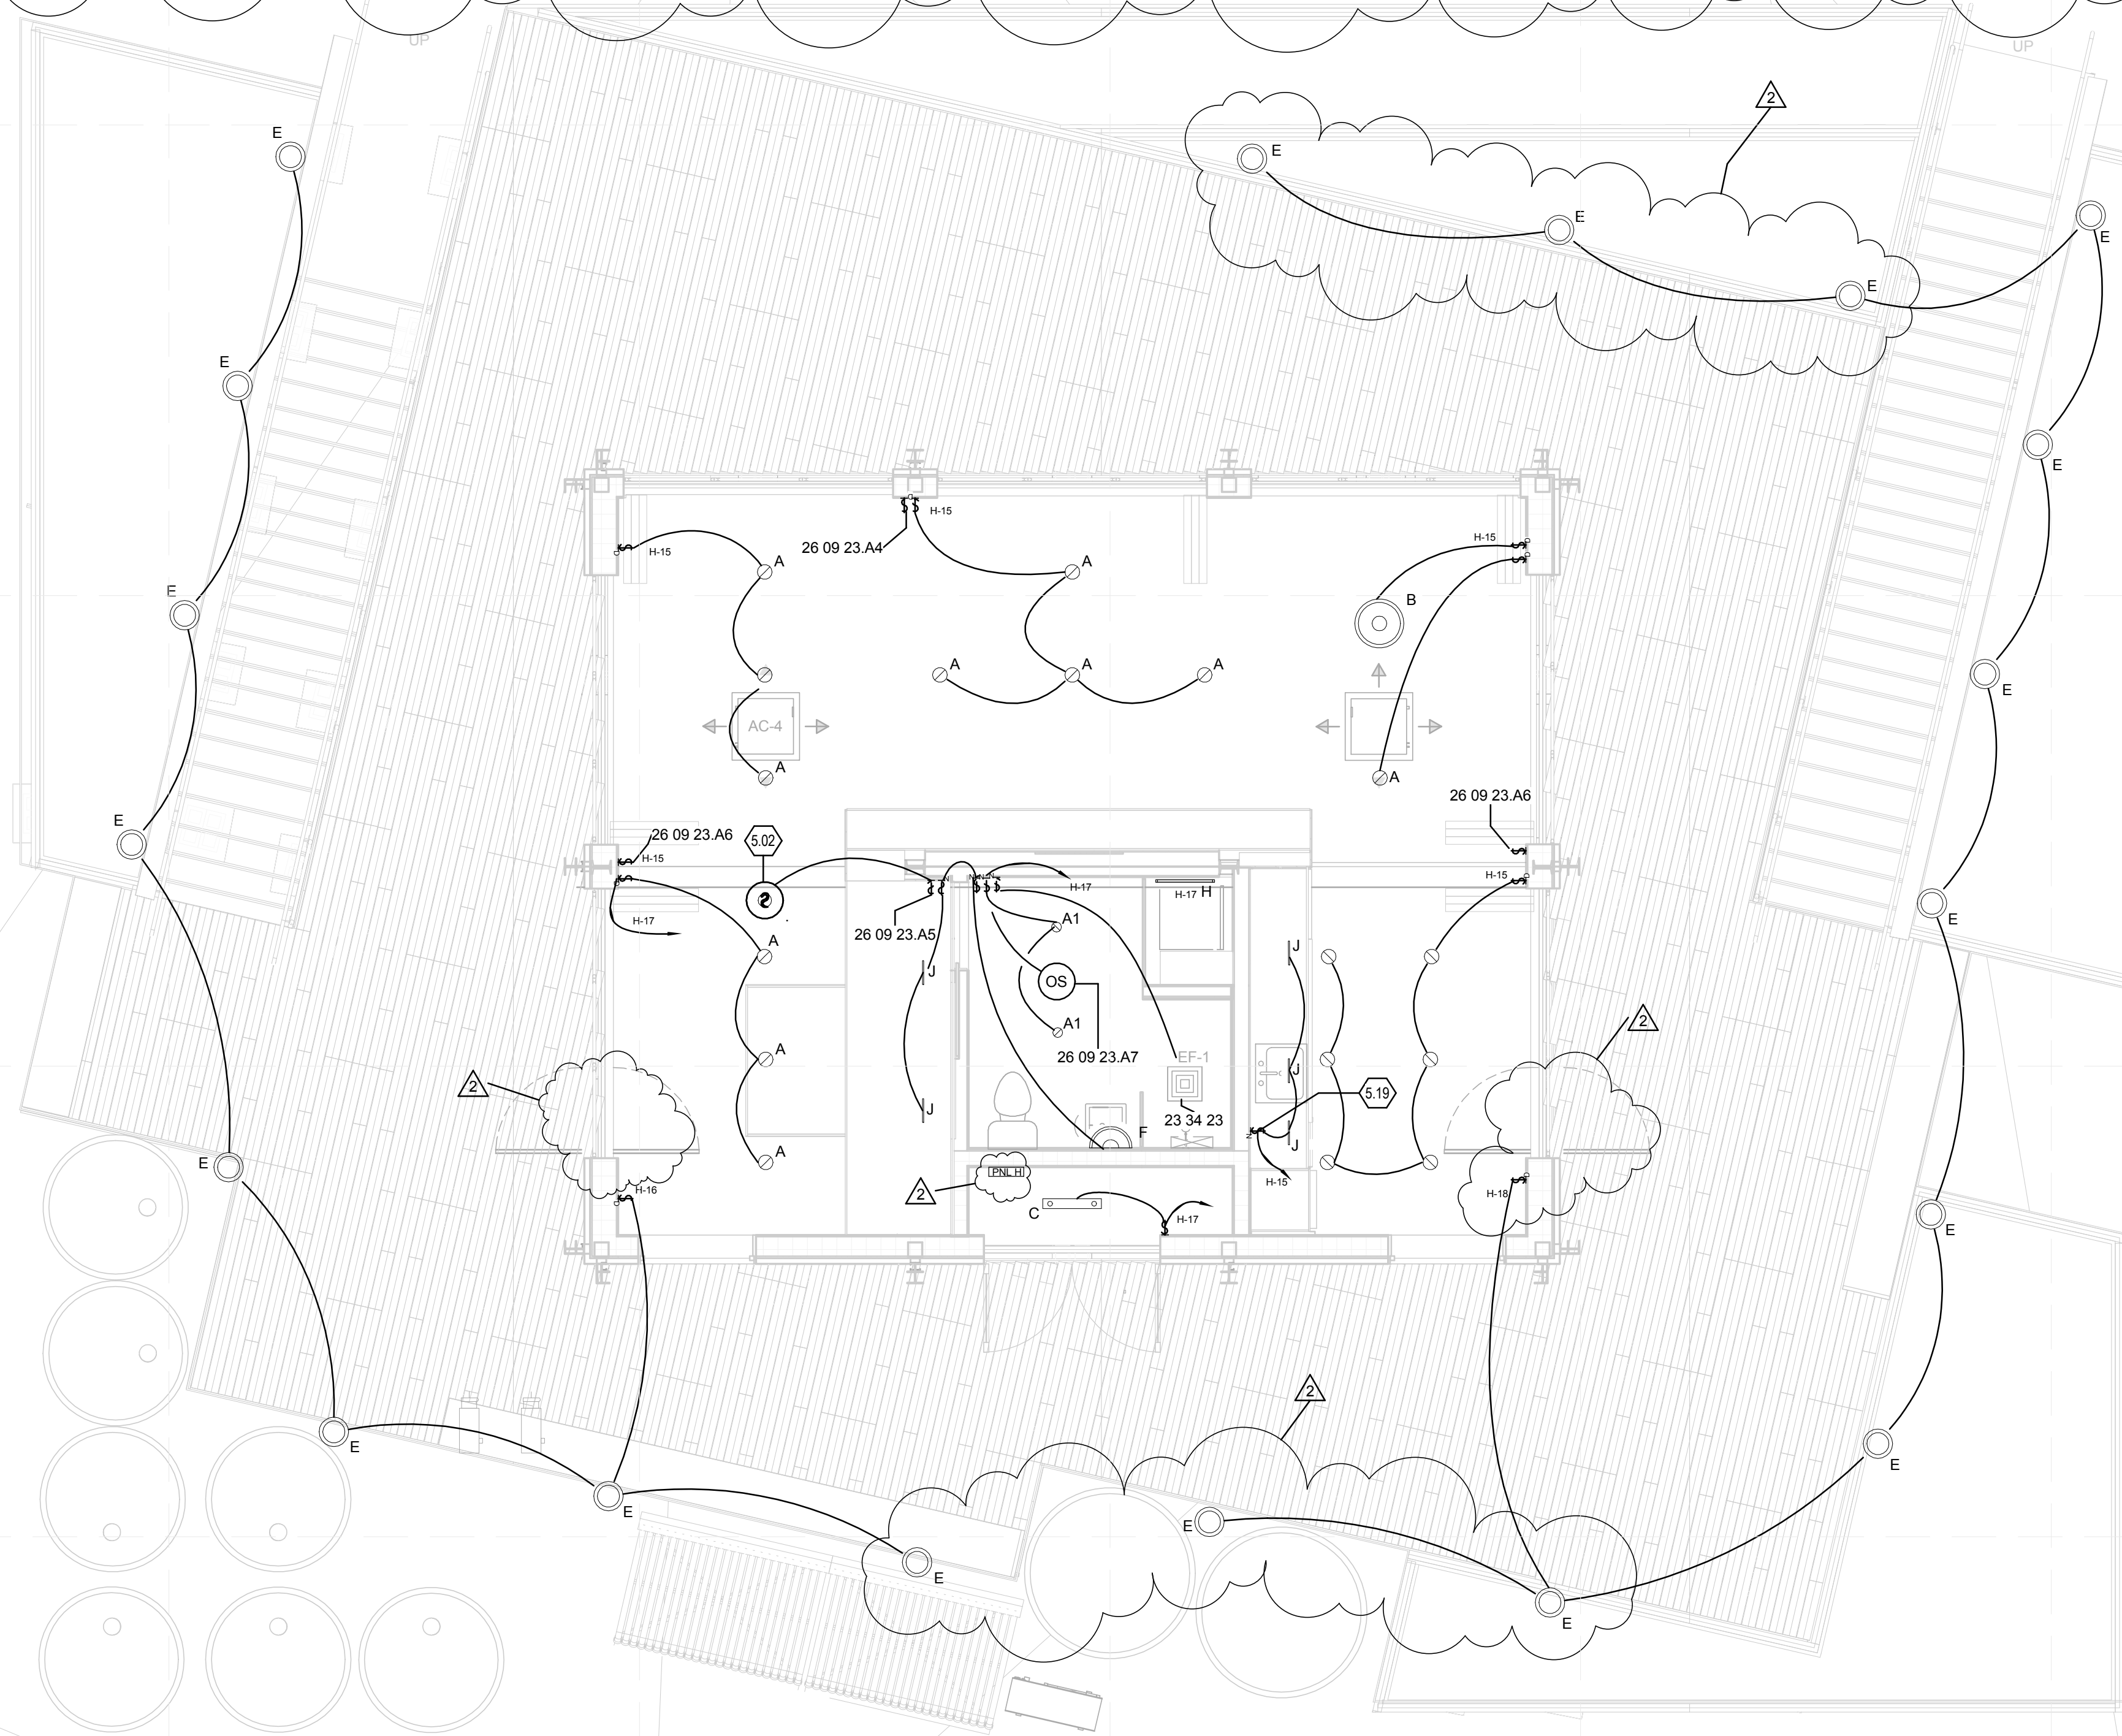 UP
UP
2
E
E
E
E
E
E
E
E
E
H-15
H-15
H-15
26 09 23.A4
A
A
B
E
A
A
A
E
AC-4
A
A
26 09 23.A6
E
26 09 23.A6
5.02
H-15
H-15
H-17
H-17
H
A1
H-17
26 09 23.A5
E
A
J
J
OS
2
A1
A
26 09 23.A7
EF-1
J
2
5.19
23 34 23
J
F
J
A
E
PNL H
H-15
2
H-16
H-18
C
H-17
E
2
E
E
E
E
E
E